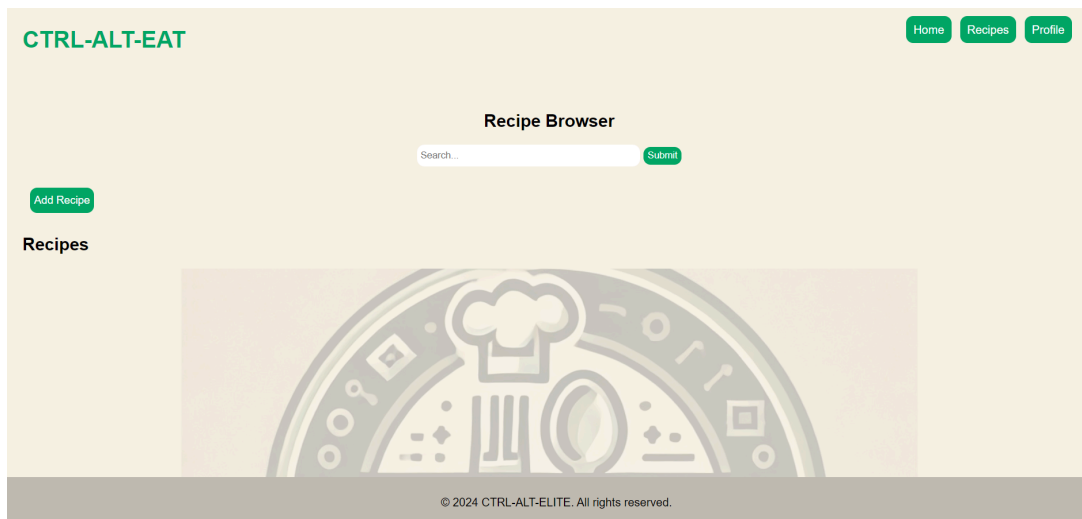 CTRL-ALT-EAT
Home Recipes Profile
Recipe Browser
Search... Submit
Add Recipe
Recipes
© 2024 CTRL-ALT-ELITE. All rights reserved.